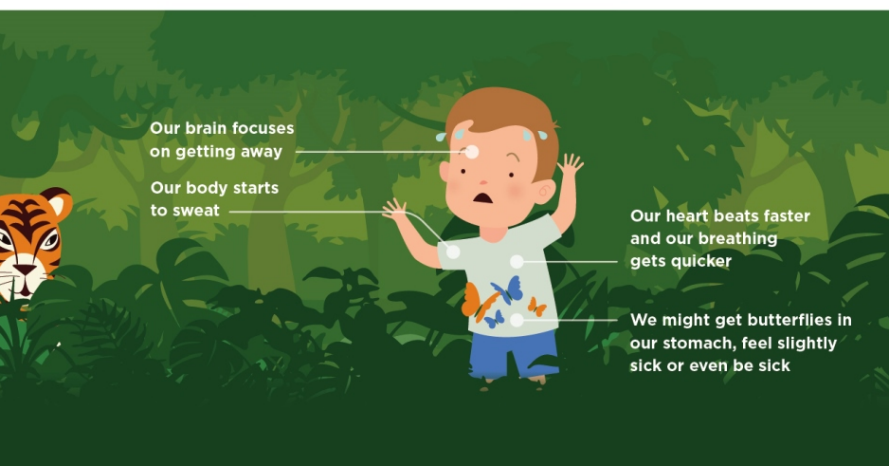 Our brain focuses
on getting away
Our body starts
to sweat
Our heart beats faster
and our breathing
gets quicker
We might get butterflies in
our stomach, feel slightly
sick or even be sick